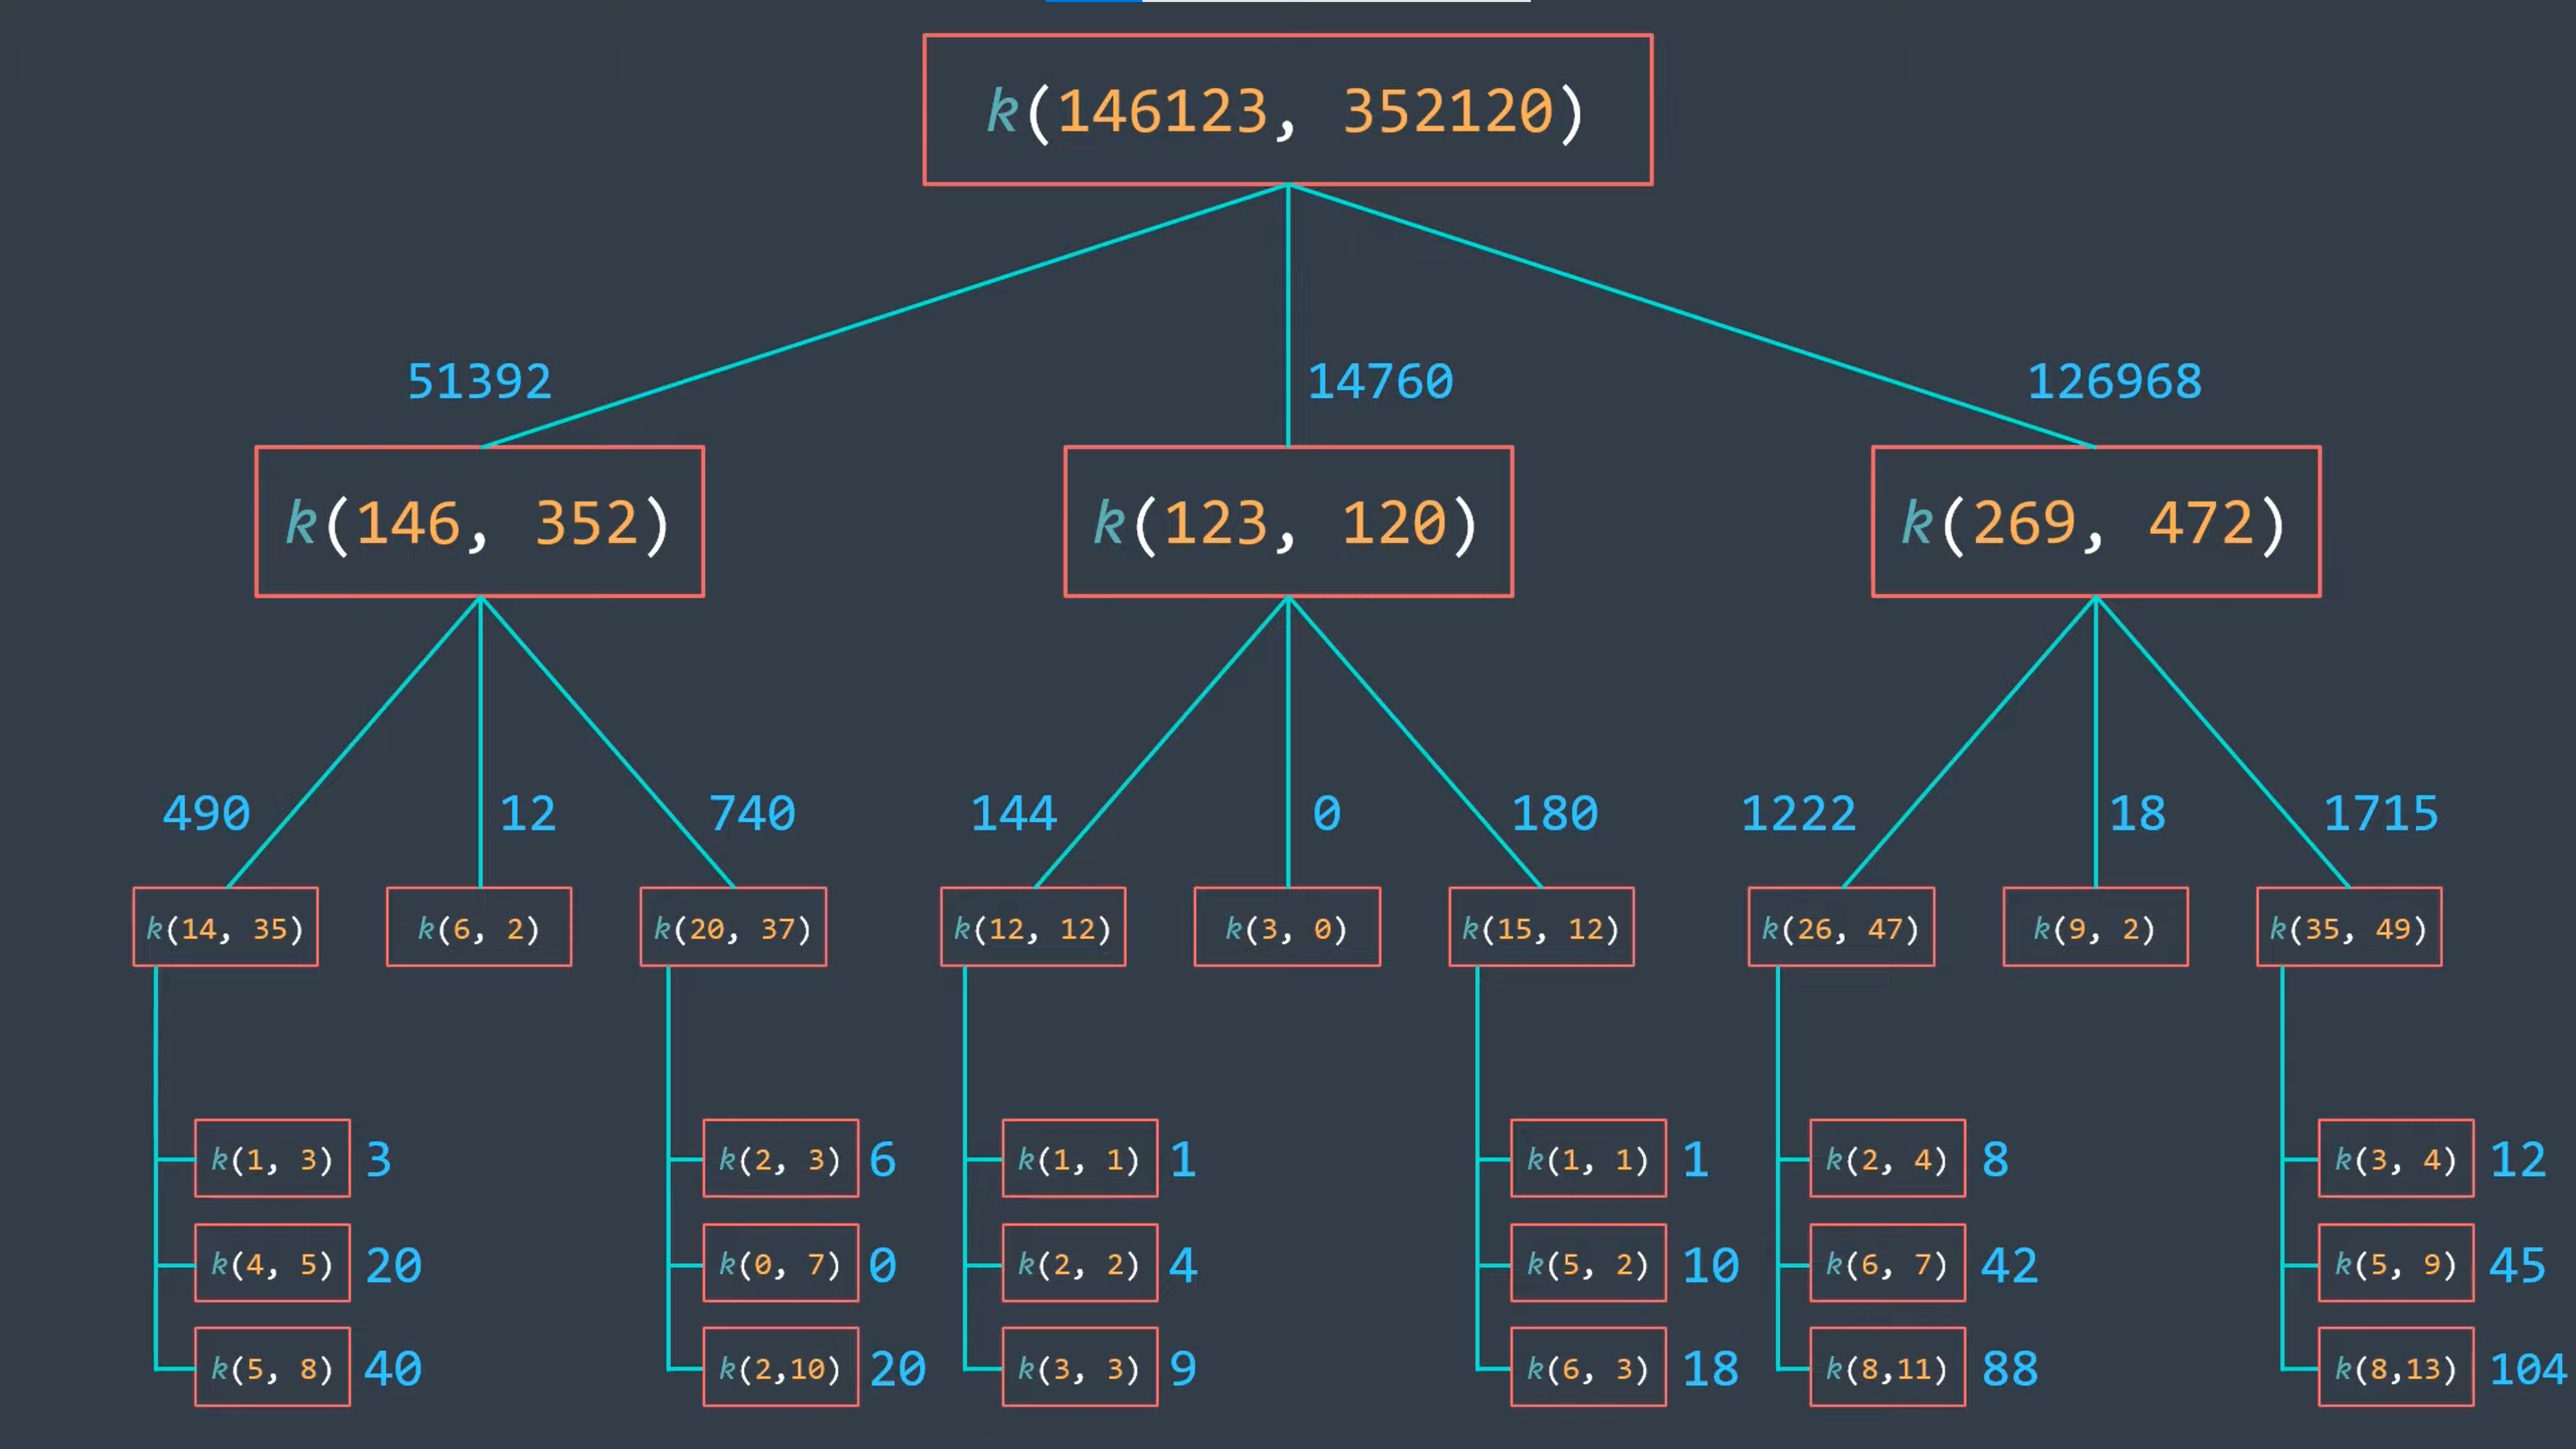 k(146123, 352120)
51392 14760 126968
k(146, 352) k(123, 120) k(269, 472)
490 12 740 144 0 180 1222 18 1715
k(14, 35) k(6, 2) k(20, 37) k(12, 12) k(3, 0) k(15, 12) k(26, 47) k(9, 2) k(35, 49)
k(1, 3) 3 k(2, 3) 6 k(1, 1) 1 k(1, 1) 1 k(2, 4) 8 k(3, 4) 12
k(4, 5) 20 k(0, 7) 0 k(2, 2) 4 k(5, 2) 10 k(6, 7) 42 k(5, 9) 45
k(5, 8) 40 k(2,10) 20 k(3, 3) 9 k(6, 3) 18 k(8,11) 88 k(8,13) 104